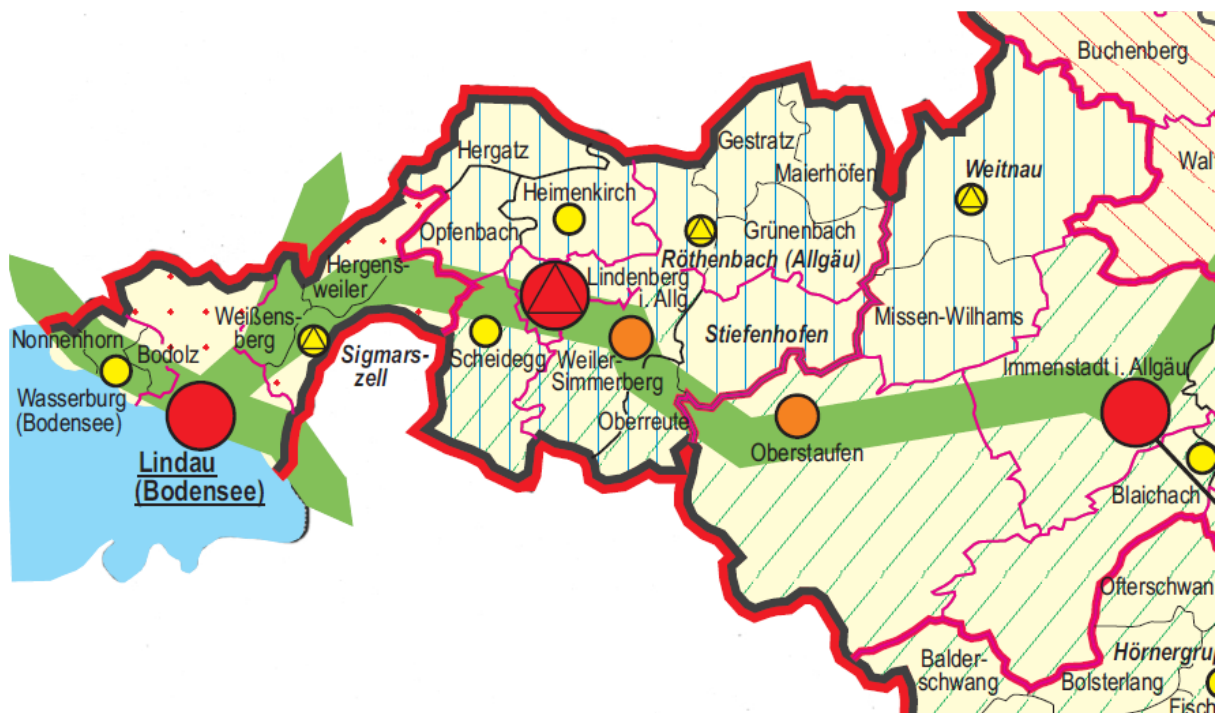 Buchenberg
Wal
Gestratz
Hergatz
Maierhöfen
Weitnau
Heimenkirch
Opfenbach
Grünenbach
Röthenbach (Allgäu)
Hergens-
weiler
Lindenberg
i. Allg
Weißens-
berg
Missen-Wilhams
Nonnenhorn
Bodolz
Sigmars-
zell
Scheidegg
Weiler-
Simmerberg
Stiefenhofen
Immenstadt i. Allgäu
Wasserburg
(Bodensee)
Oberreute
Oberstaufen
Lindau
(Bodensee)
Blaichach
Ofterschwan
Balder-
schwang
Hörnergru
Bolsterlang
Fisch